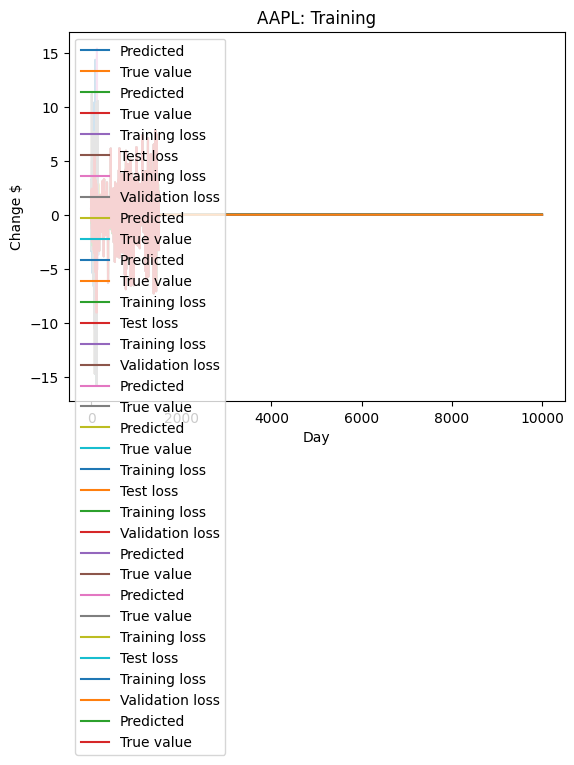 AAPL: Training
Change $
15
10
5
0
−5
−10
−15
Predicted
True value
Predicted
True value
Training loss
Test loss
Training loss
Validation loss
Predicted
True value
Predicted
True value
Training loss
Test loss
Training loss
Validation loss
Predicted
True value
Predicted
True value
Training loss
Test loss
Training loss
Validation loss
Predicted
True value
Predicted
True value
Training loss
Test loss
Training loss
Validation loss
Predicted
True value
0
2000
4000
6000
8000
10000
Day